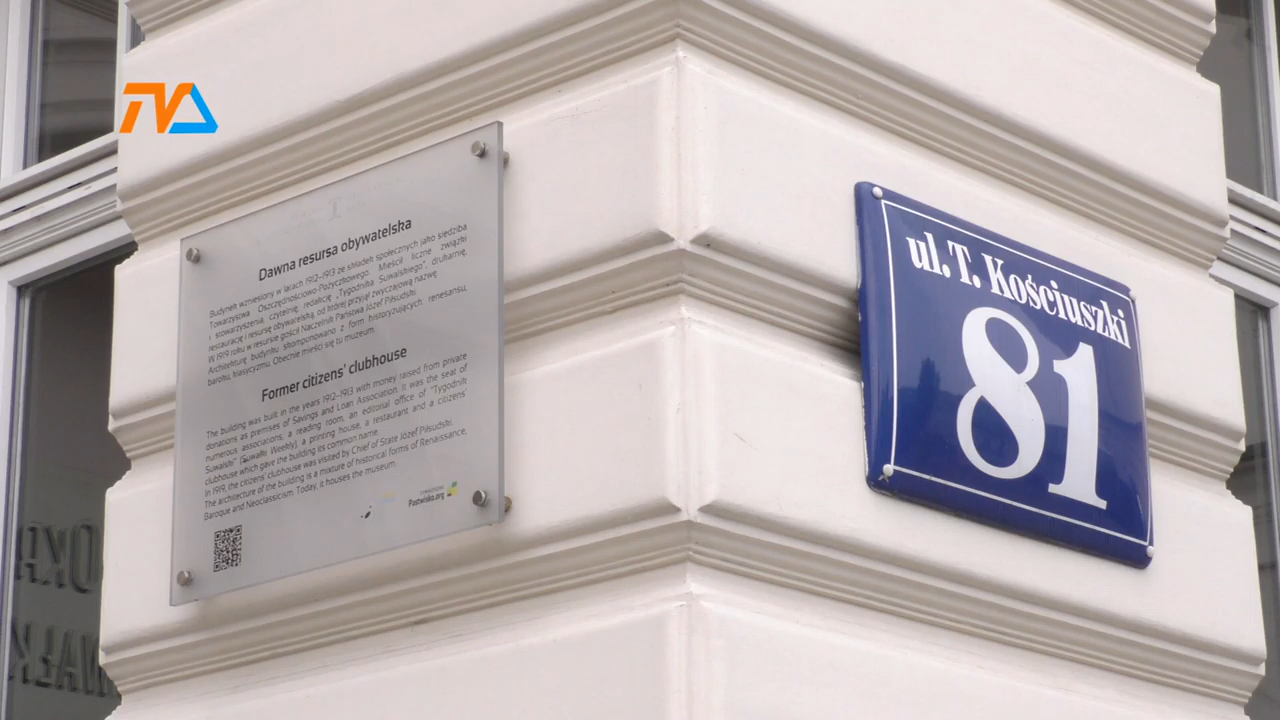 TVA
Dawna resursa obywatelska
Budynek wzniesiony w latach 1912–1913 ze składek społecznych jako siedziba
Towarzystwa Oszczędnościowo-Pożyczkowego. Mieścił liczne związki
i stowarzyszenia, czytelnię, redakcję „Tygodnika Suwalskiego”, drukarnię,
restaurację i resursę obywatelską od której przyjął zwyczajową nazwę.
W 1919 roku w resursie gościł Naczelnik Państwa Józef Piłsudski.
Architekturę budynku skomponowano z form historyzujących: renesansu,
baroku, klasycyzmu. Obecnie mieści się tu muzeum.
Former citizens' clubhouse
The building was built in the years 1912–1913 with money raised from private
donations as premises of Savings and Loan Association. It was the seat of
numerous associations, a reading room, an editorial office of "Tygodnik
Suwalski" (Suwałki Weekly), a printing house, a restaurant and a citizens'
clubhouse which gave the building its common name.
In 1919, the citizens' clubhouse was visited by Chief of State Józef Piłsudski.
The architecture of the building is a mixture of historical forms of Renaissance,
Baroque and Neoclassicism. Today, it houses the museum.
Pastwisko.org
ul. T. Kościuszki
81